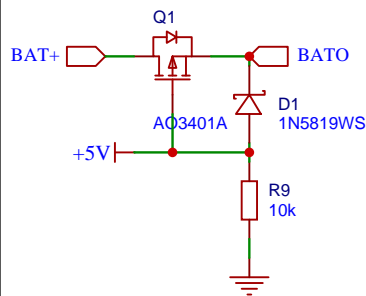 Q1
BAT+
BATO
D1
AO3401A
1N5819WS
+5V
R9
10k